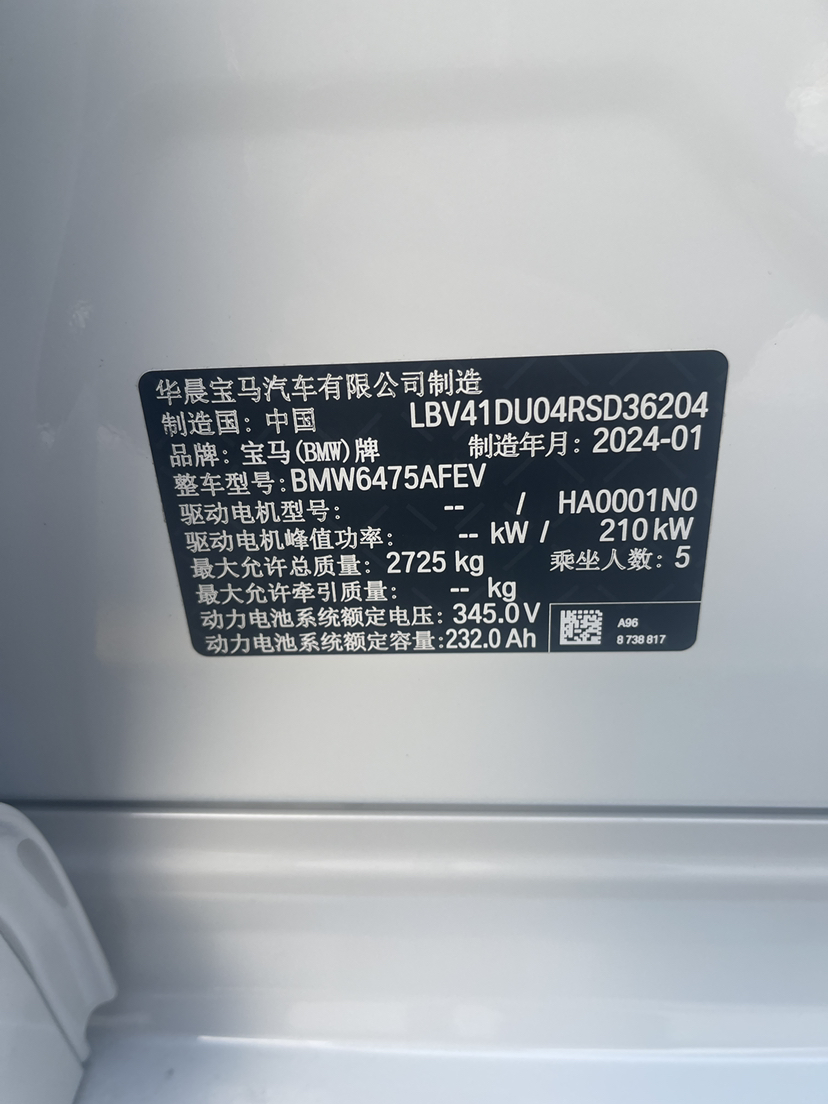 华晨宝马汽车有限公司制造
制造国：中国 LBV41DU04RSD36204
品牌：宝马(BMW)牌 制造年月：2024-01
整车型号:BMW6475AFEV
驱动电机型号： -- / HA0001N0
驱动电机峰值功率： -- kW / 210 kW
最大允许总质量：2725 kg 乘坐人数：5
最大允许牵引质量： -- kg
动力电池系统额定电压：345.0V
动力电池系统额定容量:232.0 Ah
A96
8 738 817